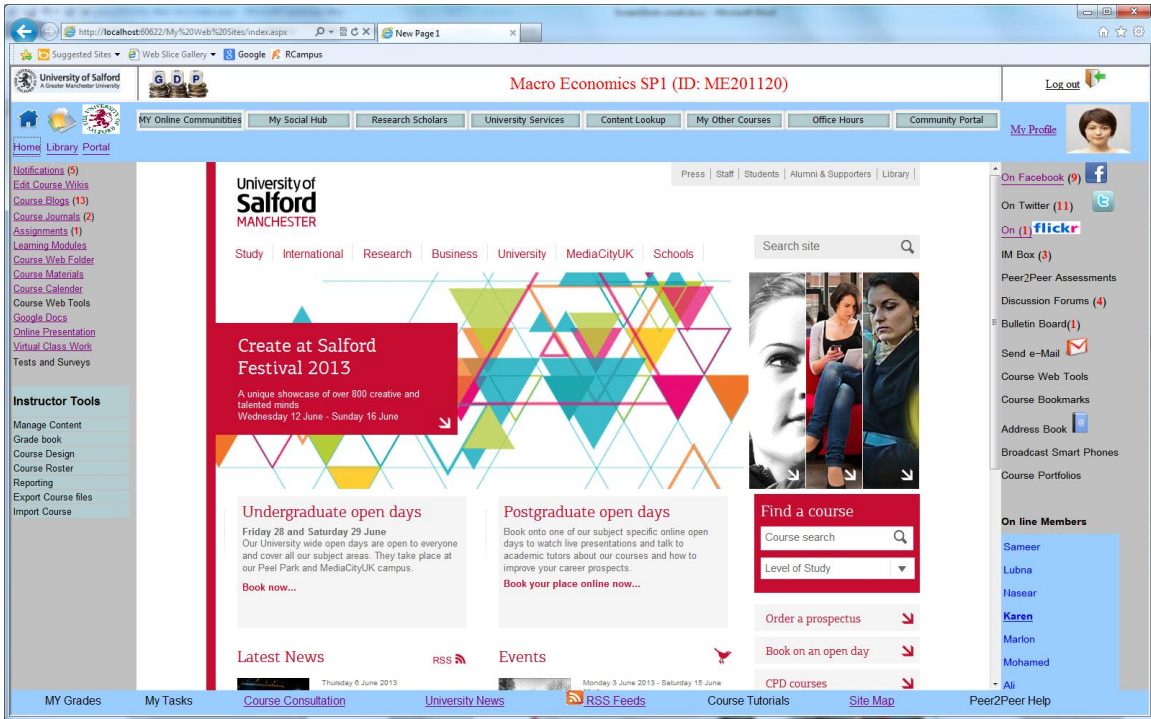 http://localhost:60622/My%20Web%20Sites/index.aspx
New Page 1
Suggested Sites
Web Slice Gallery
Google
RCampus
University of Salford
A Greater Manchester University
G D P
Macro Economics SP1 (ID: ME201120)
Log out
Home Library Portal
MY Online Communitities
My Social Hub
Research Scholars
University Services
Content Lookup
My Other Courses
Office Hours
Community Portal
My Profile
Notifications (5)
Edit Course Wikis
Course Blogs (13)
Course Journals (2)
Assignments (1)
Learning Modules
Course Web Folder
Course Materials
Course Calender
Course Web Tools
Google Docs
Online Presentation
Virtual Class Work
Tests and Surveys
Instructor Tools
Manage Content
Grade book
Course Design
Course Roster
Reporting
Export Course files
Import Course
University of
Salford
MANCHESTER
Press | Staff | Students | Alumni & Supporters | Library |
Study
International
Research
Business
University
MediaCityUK
Schools
Search site
Create at Salford
Festival 2013
A unique showcase of over 800 creative and
talented minds
Wednesday 12 June - Sunday 16 June
Undergraduate open days
Friday 28 and Saturday 29 June
Our University wide open days are open to everyone
and cover all our subject areas. They take place at
our Peel Park and MediaCityUK campus.
Book now...
Postgraduate open days
Book onto one of our subject specific online open
days to watch live presentations and talk to
academic tutors about our courses and how to
improve your career prospects.
Book your place online now...
Find a course
Course search
Level of Study
Order a prospectus
Book on an open day
CPD courses
Latest News
RSS
Thursday 6 June 2013
Events
Monday 3 June 2013 - Saturday 15 June
On Facebook (9)
On Twitter (11)
On (1) flickr
IM Box (3)
Peer2Peer Assessments
Discussion Forums (4)
Bulletin Board(1)
Send e-Mail
Course Web Tools
Course Bookmarks
Address Book
Broadcast Smart Phones
Course Portfolios
On line Members
Sameer
Lubna
Nasear
Karen
Marlon
Mohamed
Ali
MY Grades
My Tasks
Course Consultation
University News
RSS Feeds
Course Tutorials
Site Map
Peer2Peer Help